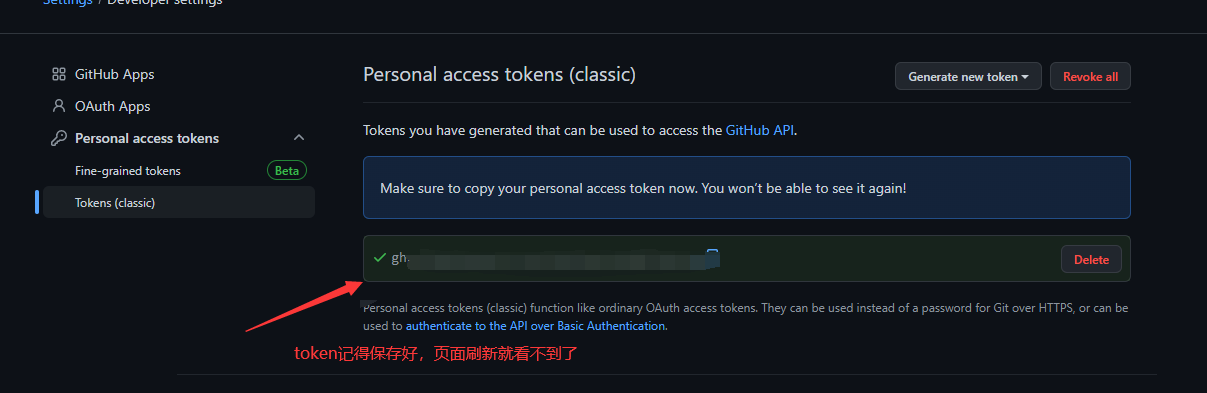 Settings / Developer settings
GitHub Apps
OAuth Apps
Personal access tokens
Fine-grained tokens Beta
Tokens (classic)
Personal access tokens (classic)
Generate new token
Revoke all
Tokens you have generated that can be used to access the GitHub API.
Make sure to copy your personal access token now. You won't be able to see it again!
gh
Delete
Personal access tokens (classic) function like ordinary OAuth access tokens. They can be used instead of a password for Git over HTTPS, or can be
used to authenticate to the API over Basic Authentication.
token记得保存好，页面刷新就看不到了